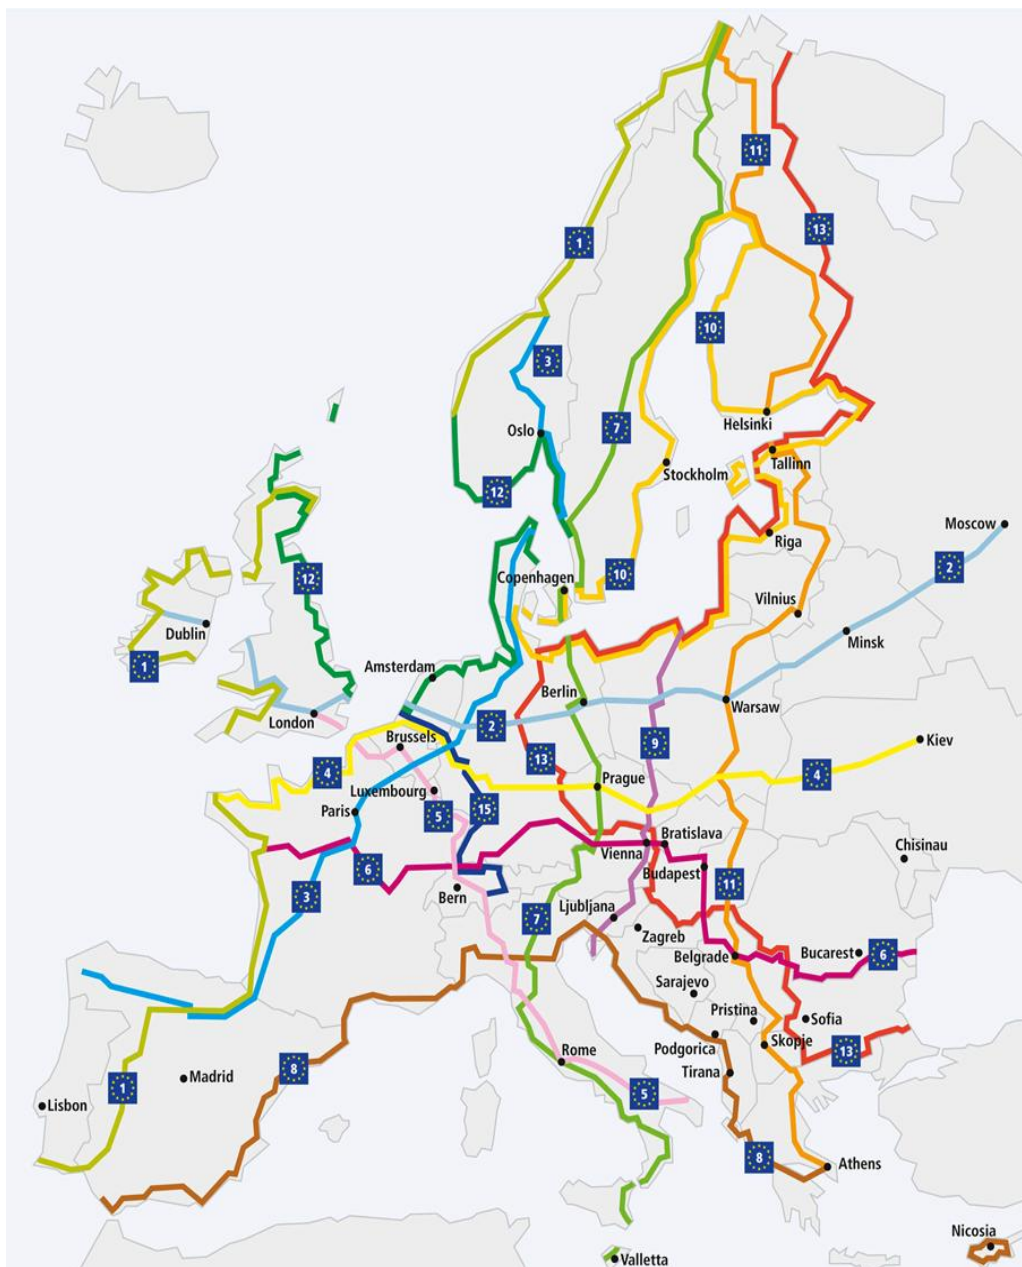 11
13
1
10
3
7
Helsinki
Oslo
Tallinn
Stockholm
12
Moscow
Riga
2
12
10
Copenhagen
Vilnius
Dublin
Minsk
1
Amsterdam
Berlin
Warsaw
London
2
Brussels
9
Kiev
13
4
4
Prague
Luxembourg
15
Paris
5
Bratislava
Vienna
Chisinau
6
Budapest
11
Bern
3
7
Ljubljana
Zagreb
Belgrade
Bucarest
6
Sarajevo
Pristina
Sofia
Podgorica
Skopje
13
Rome
8
Tirana
Madrid
1
5
Lisbon
8
Athens
Nicosia
Valletta